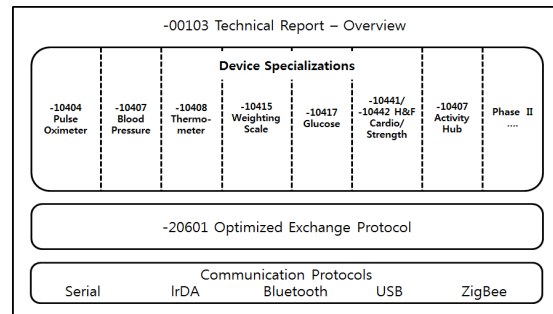 -00103 Technical Report – Overview
Device Specializations
-10404
Pulse
Oximeter
-10407
Blood
Pressure
-10408
Thermo-
meter
-10415
Weighting
Scale
-10417
Glucose
-10441/
-10442 H&F
Cardio/
Strength
-10407
Activity
Hub
Phase II
....
-20601 Optimized Exchange Protocol
Communication Protocols
Serial IrDA Bluetooth USB ZigBee